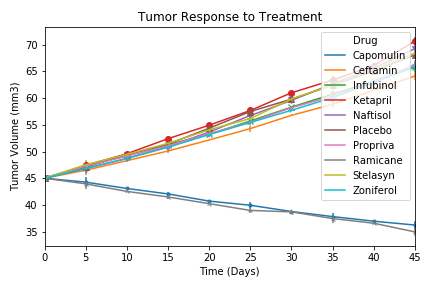 Tumor Response to Treatment
Tumor Volume (mm3)
70
65
60
55
50
45
40
35
Drug
Capomulin
Ceftamin
Infubinol
Ketapril
Naftisol
Placebo
Propriva
Ramicane
Stelasyn
Zoniferol
0 5 10 15 20 25 30 35 40 45
Time (Days)